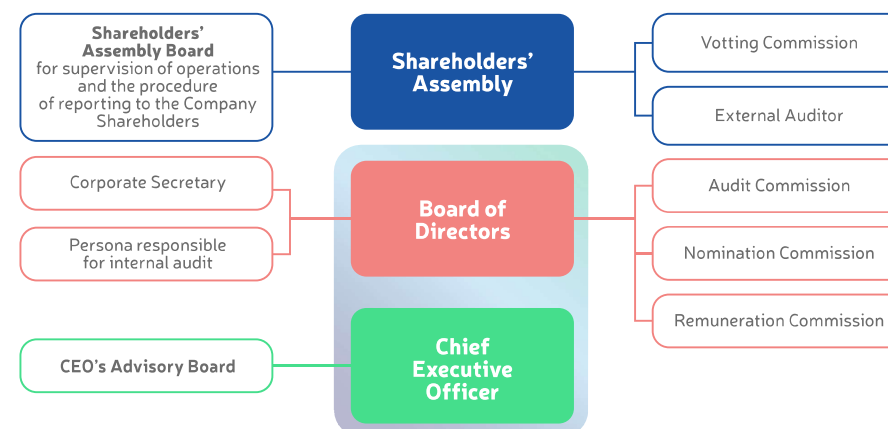 Shareholders’
Assembly Board
for supervision of operations
and the procedure
of reporting to the Company
Shareholders
Shareholders’
Assembly
Votting Commission
External Auditor
Corporate Secretary
Persona responsible
for internal audit
Board of
Directors
Audit Commission
Nomination Commission
Remuneration Commission
CEO’s Advisory Board
Chief
Executive
Officer